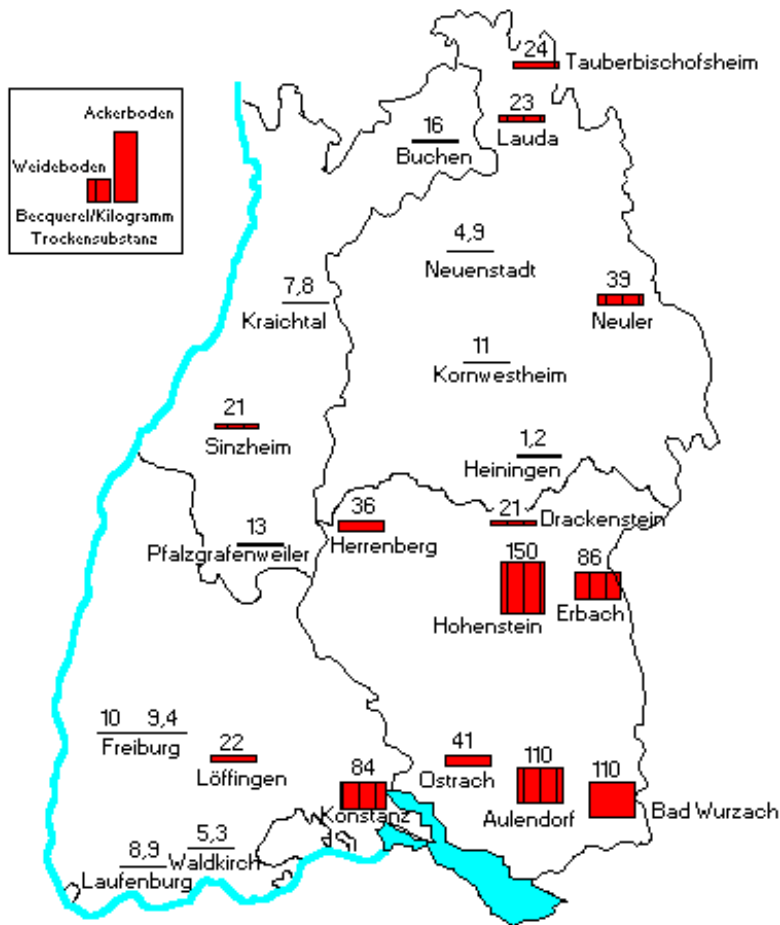 24
Tauberbischofsheim
Ackerboden
Weideboden
Becquerel/Kilogramm
Trockensubstanz
23
Lauda
16
Buchen
4,9
Neuenstadt
7,8
Kraichtal
39
Neuler
11
Kornwestheim
21
Sinzheim
1,2
Heiningen
36
Herrenberg
21
Drackenstein
13
Pfalzgrafenweiler
150
Hohenstein
86
Erbach
10 9,4
Freiburg
22
Löffingen
84
Konstanz
41
Ostrach
110
Aulendorf
110
Bad Wurzach
5,3
Waldkirch
8,9
Laufenburg